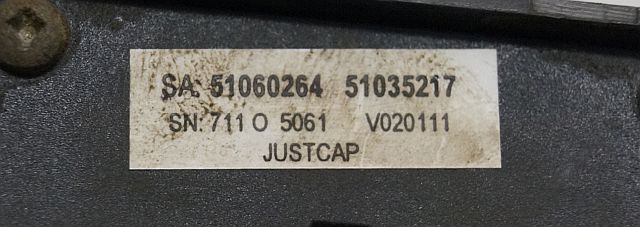 SA: 51060264 51035217
SN: 711 O 5061 V020111
JUSTCAP